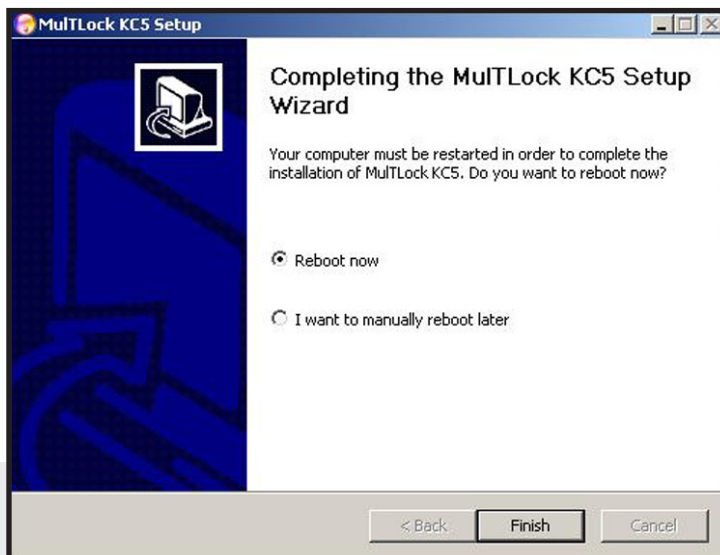 MulTLock KC5 Setup
Completing the MulTLock KC5 Setup
Wizard
Your computer must be restarted in order to complete the
installation of MulTLock KC5. Do you want to reboot now?
Reboot now
I want to manually reboot later
< Back
Finish
Cancel